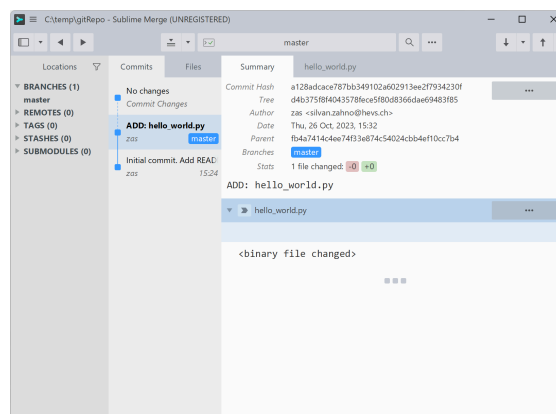 C:\temp\gitRepo - Sublime Merge (UNREGISTERED)
master
Locations
Commits
Files
Summary
hello_world.py
BRANCHES (1)
master
REMOTES (0)
TAGS (0)
STASHES (0)
SUBMODULES (0)
No changes
Commit Changes
ADD: hello_world.py
zas master
Initial commit. Add READ
zas 15:24
Commit Hash a128adcace787bb349102a602913ee2f7934230f
Tree d4b375f8f4043578fece5f80d8366dae69483f85
Author zas <silvan.zahno@hevs.ch>
Date Thu, 26 Oct, 2023, 15:32
Parent fb4a7414c4ee74f33e874c54024cbb4ef10cc7b4
Branches master
Stats 1 file changed: -0 +0
ADD: hello_world.py
hello_world.py
<binary file changed>